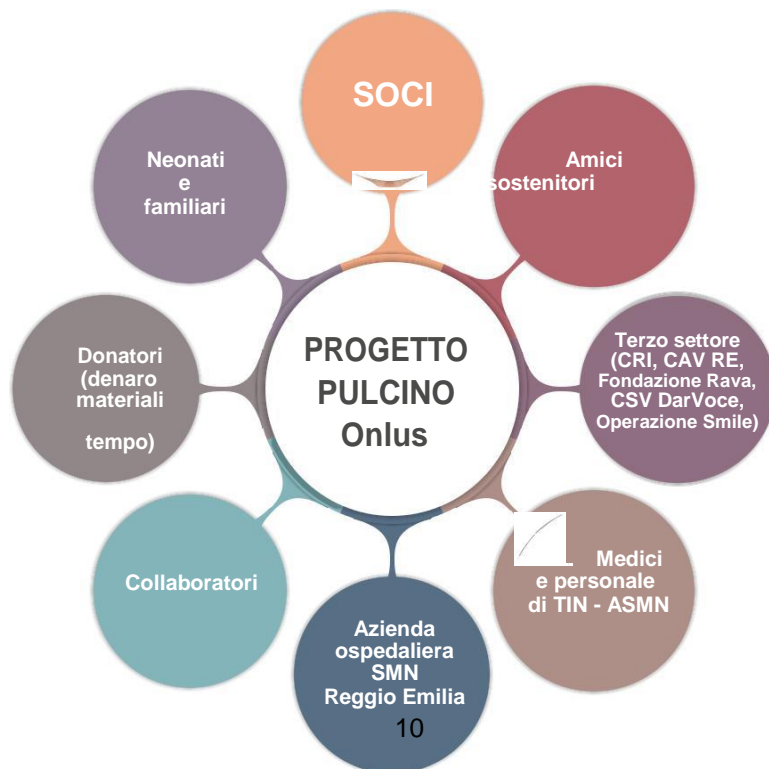 SOCI
Amici
sostenitori
Neonati
e
familiari
Terzo settore
(CRI, CAV RE,
Fondazione Rava,
CSV DarVoce,
Operazione Smile)
PROGETTO
PULCINO
Onlus
Donatori
(denaro
materiali
tempo)
Medici
e personale
di TIN - ASMN
Collaboratori
Azienda
ospedaliera
SMN
Reggio Emilia
10